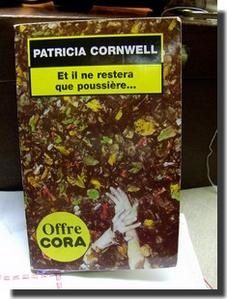 PATRICIA CORNWELL
Et il ne restera
que poussière...
Offre
CORA